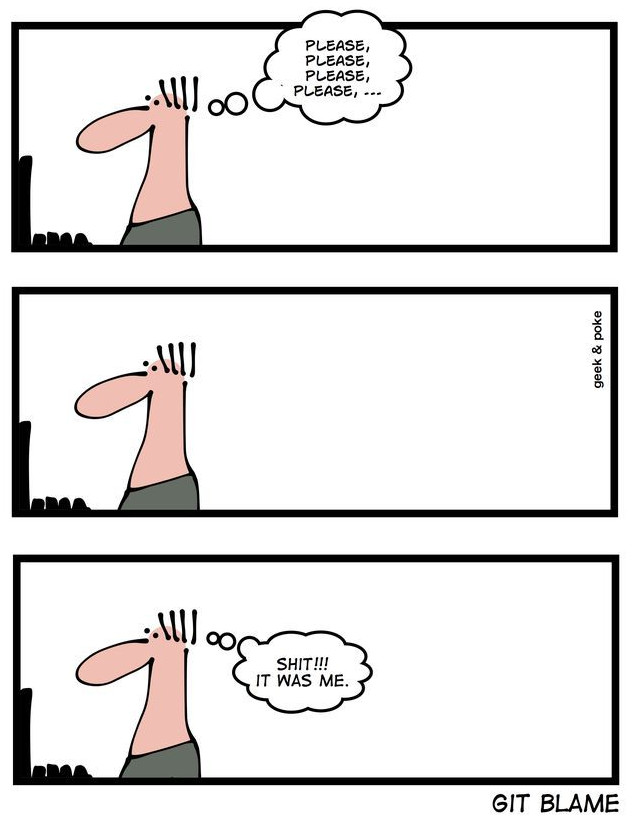 PLEASE,
PLEASE,
PLEASE,
PLEASE, ---
geek & poke
SHIT!!!
IT WAS ME.
GIT BLAME